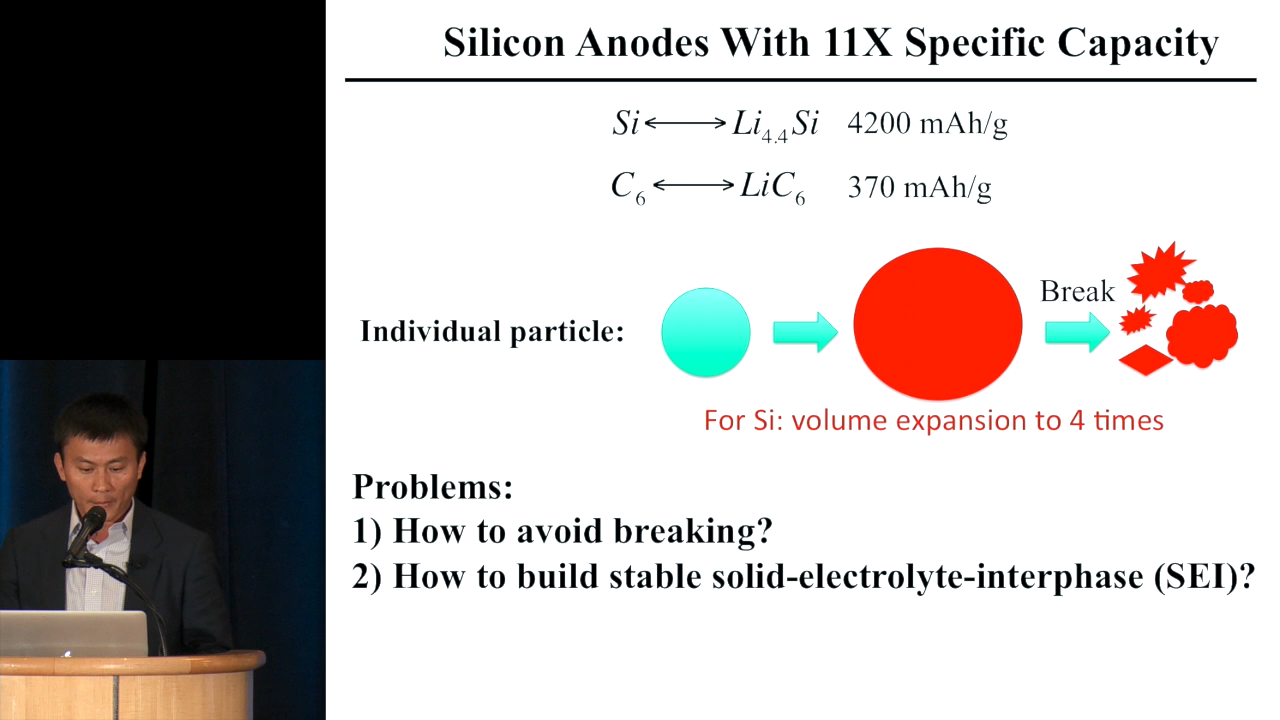 Silicon Anodes With 11X Specific Capacity
Si ⟷ Li4.4Si 4200 mAh/g
C6 ⟷ LiC6 370 mAh/g
Break
Individual particle:
For Si: volume expansion to 4 times
Problems:
1) How to avoid breaking?
2) How to build stable solid-electrolyte-interphase (SEI)?